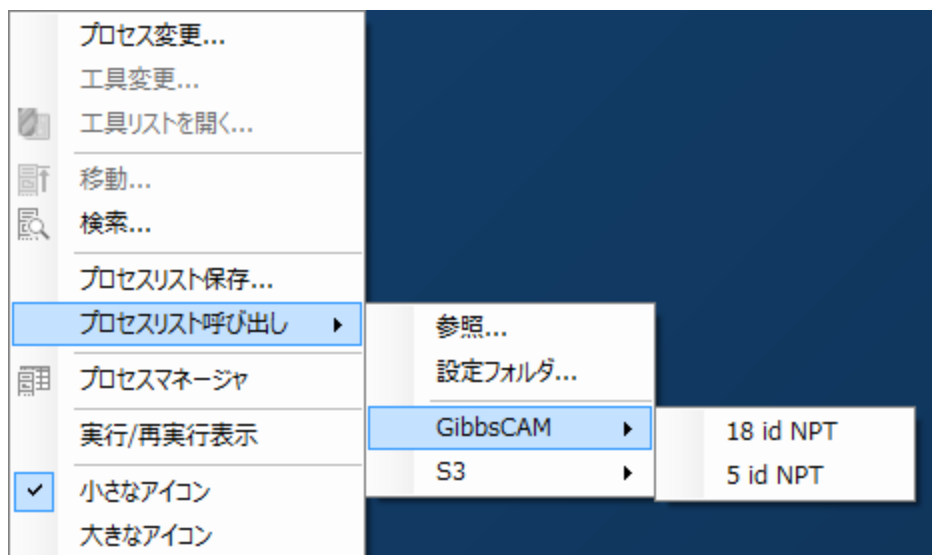 プロセス変更...
工具変更...
工具リストを開く...
移動...
検索...
プロセスリスト保存...
プロセスリスト呼び出し
プロセスマネージャ
実行/再実行表示
小さなアイコン
大きなアイコン
参照...
設定フォルダ...
GibbsCAM
S3
18 id NPT
5 id NPT